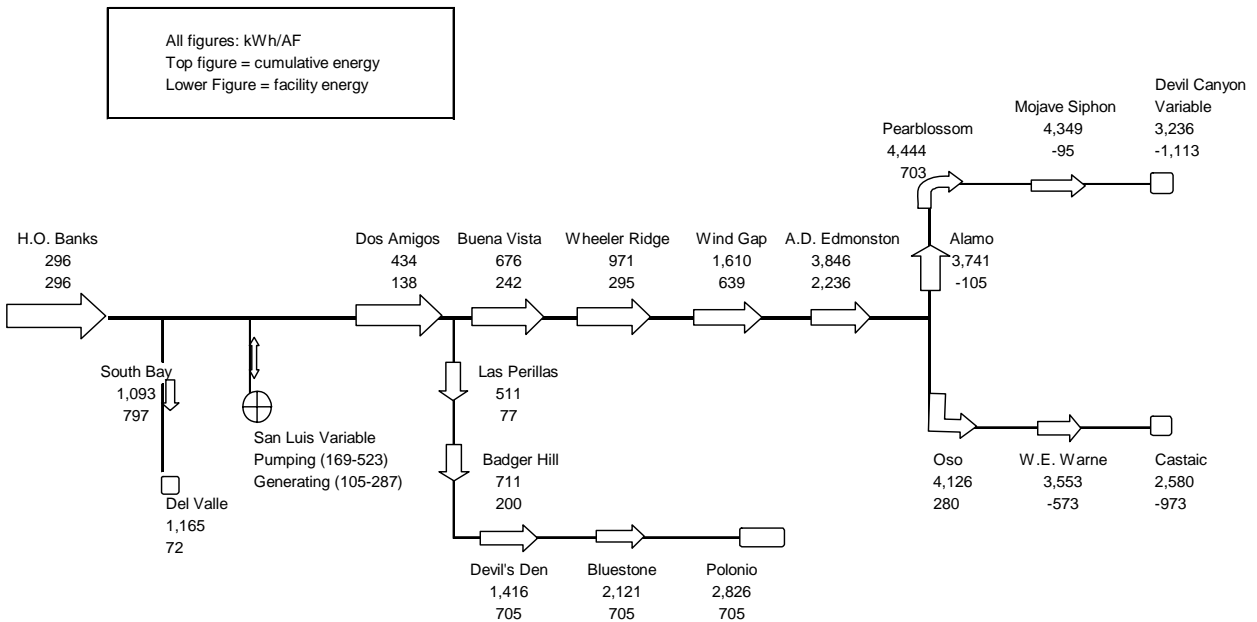 All figures: kWh/AF
Top figure = cumulative energy
Lower Figure = facility energy
Devil Canyon
Variable
3,236
-1,113
Mojave Siphon
4,349
-95
Pearblossom
4,444
703
H.O. Banks
296
296
Dos Amigos
434
138
Buena Vista
676
242
Wheeler Ridge
971
295
Wind Gap
1,610
639
A.D. Edmonston
3,846
2,236
Alamo
3,741
-105
South Bay
1,093
797
Del Valle
1,165
72
San Luis Variable
Pumping (169-523)
Generating (105-287)
Las Perillas
511
77
Badger Hill
711
200
Devil's Den
1,416
705
Bluestone
2,121
705
Polonio
2,826
705
Oso
4,126
280
W.E. Warne
3,553
-573
Castaic
2,580
-973